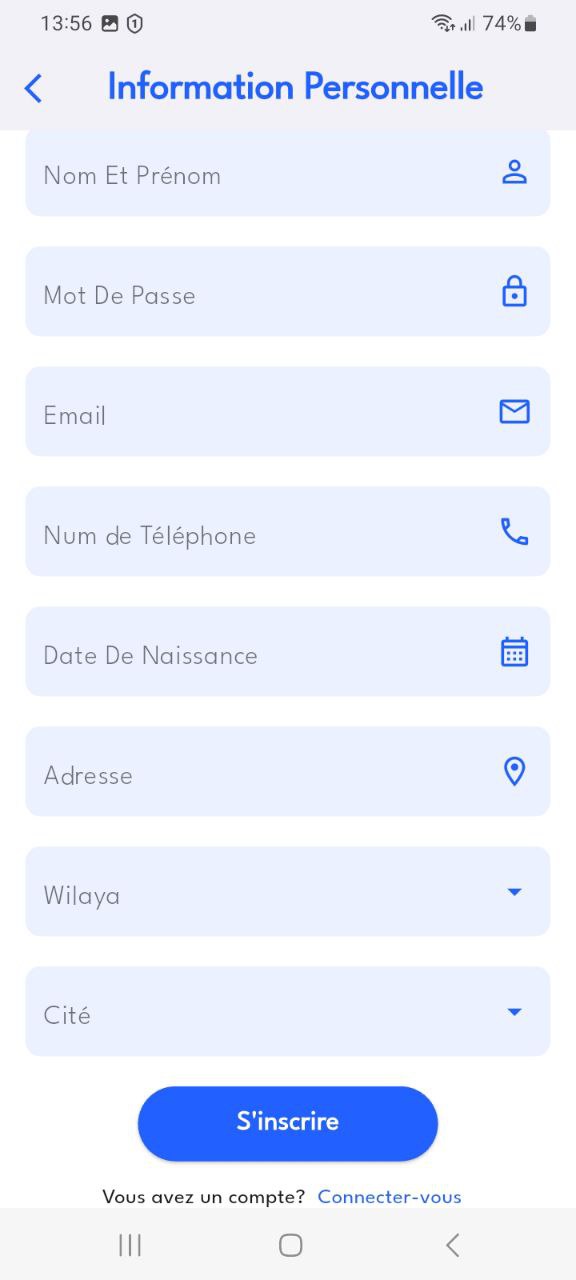 13:56 74%
Information Personnelle
Nom Et Prénom
Mot De Passe
Email
Num de Téléphone
Date De Naissance
Adresse
Wilaya
Cité
S'inscrire
Vous avez un compte? Connecter-vous